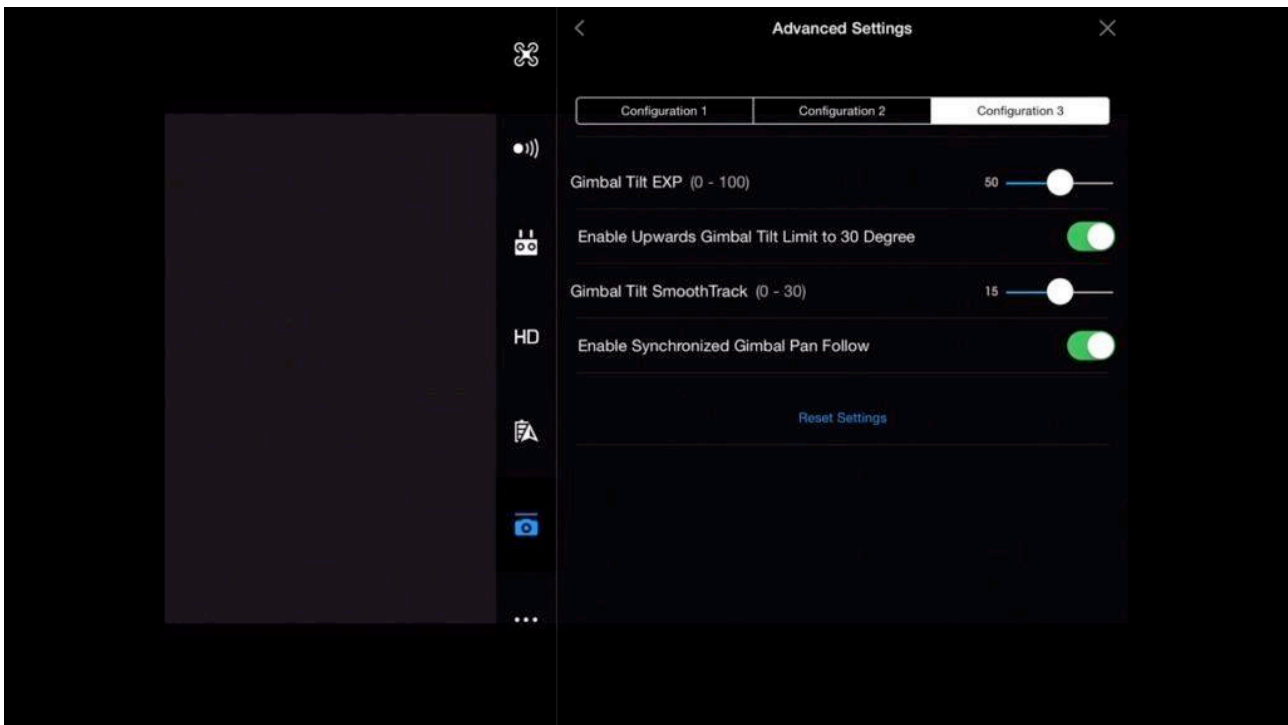 Advanced Settings
Configuration 1 Configuration 2 Configuration 3
Gimbal Tilt EXP (0 - 100) 50
Enable Upwards Gimbal Tilt Limit to 30 Degree
Gimbal Tilt SmoothTrack (0 - 30) 15
HD
Enable Synchronized Gimbal Pan Follow
Reset Settings